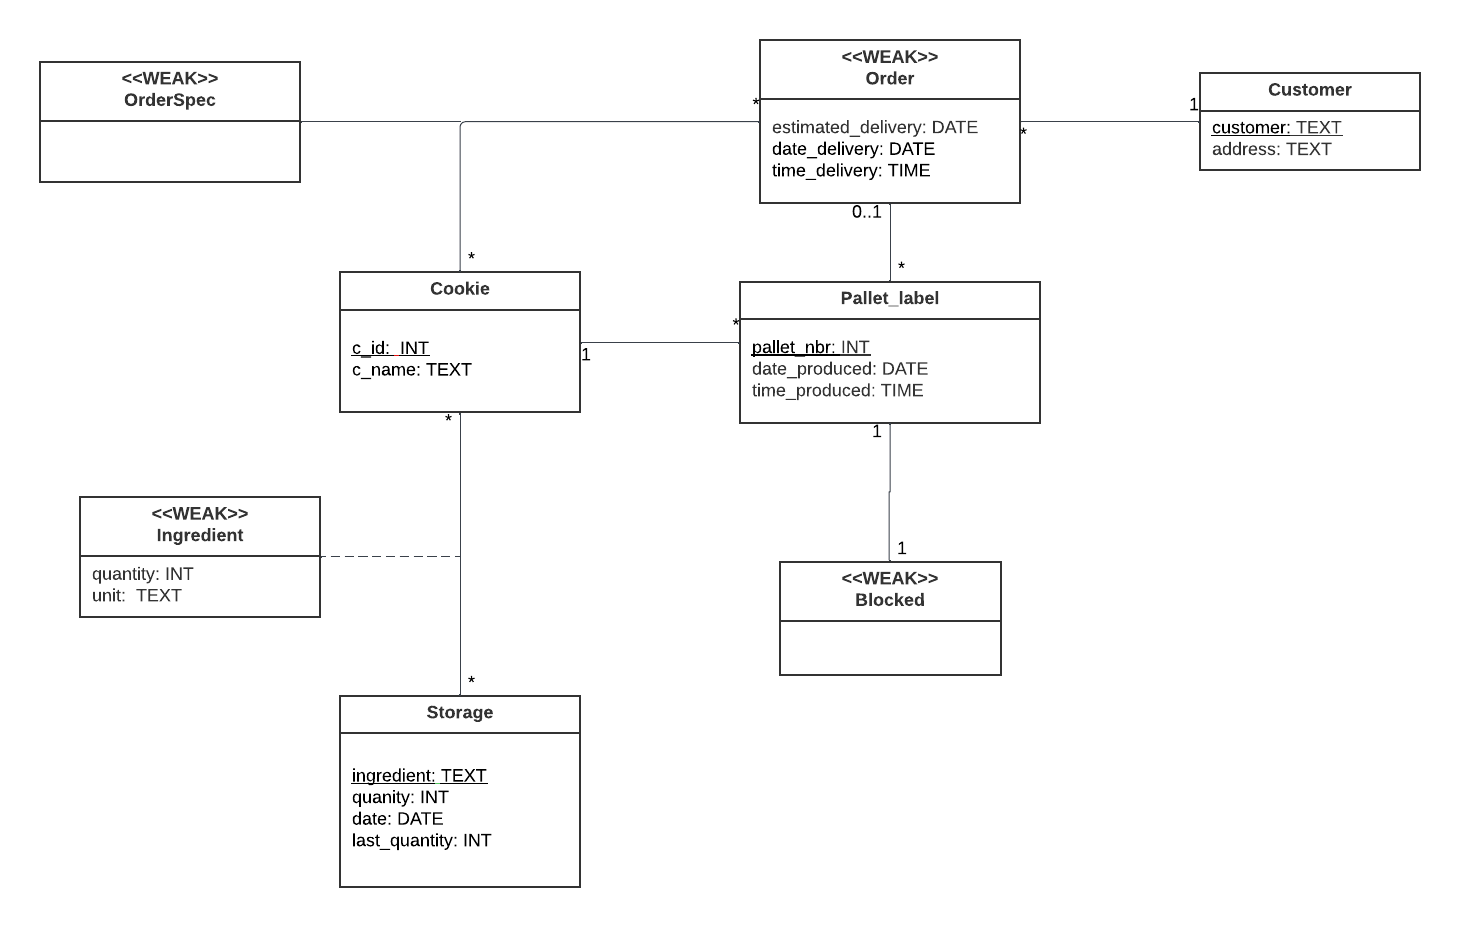 <<WEAK>>
OrderSpec
<<WEAK>>
Order
estimated_delivery: DATE
date_delivery: DATE
time_delivery: TIME
Customer
customer: TEXT
address: TEXT
*
*
1
0..1
*
*
Cookie
c_id:  INT
c_name: TEXT
1
*
Pallet_label
pallet_nbr: INT
date_produced: DATE
time_produced: TIME
*
1
<<WEAK>>
Ingredient
quantity: INT
unit:  TEXT
1
<<WEAK>>
Blocked
*
Storage
ingredient: TEXT
quanity: INT
date: DATE
last_quantity: INT